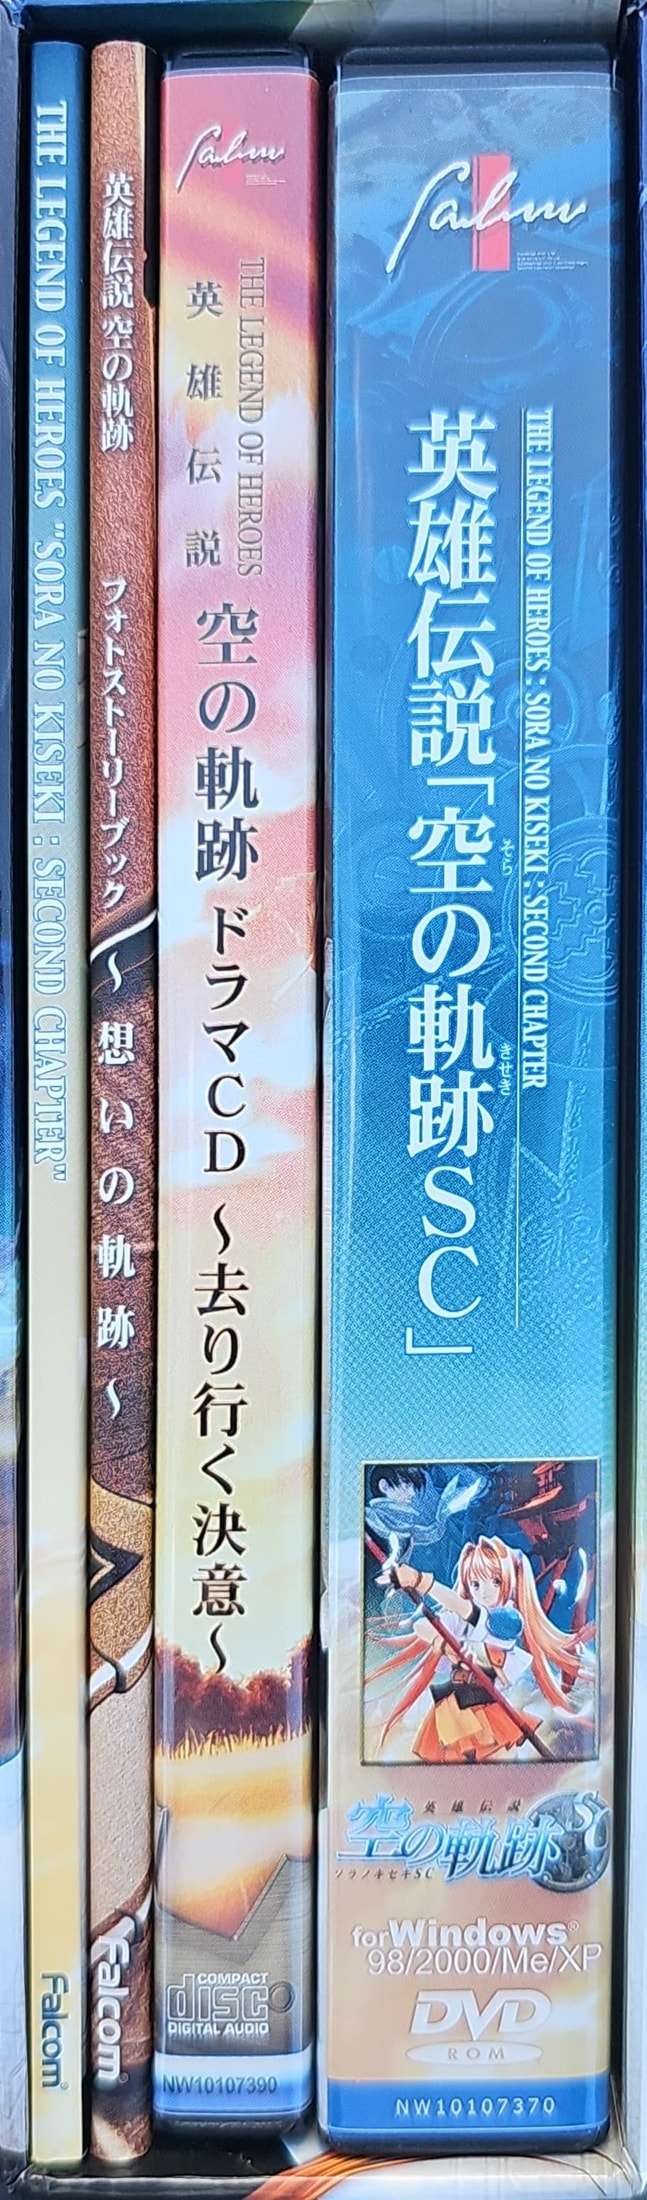 THE LEGEND OF HEROES "SORA NO KISEKI : SECOND CHAPTER"
Falcom
英雄伝説 空の軌跡
フォトストーリーブック
～想いの軌跡～
Falcom
falcom
THE LEGEND OF HEROES
英雄伝説
空の軌跡 ドラマCD ～去り行く決意～
COMPACT
disc
DIGITAL AUDIO
NW10107390
falcom
THE LEGEND OF HEROES : SORA NO KISEKI : SECOND CHAPTER
英雄伝説「空の軌跡SC」
そら
きせき
英雄伝説
空の軌跡SC
ソラノキセキSC
for Windows®
98/2000/Me/XP
DVD
ROM
NW10107370